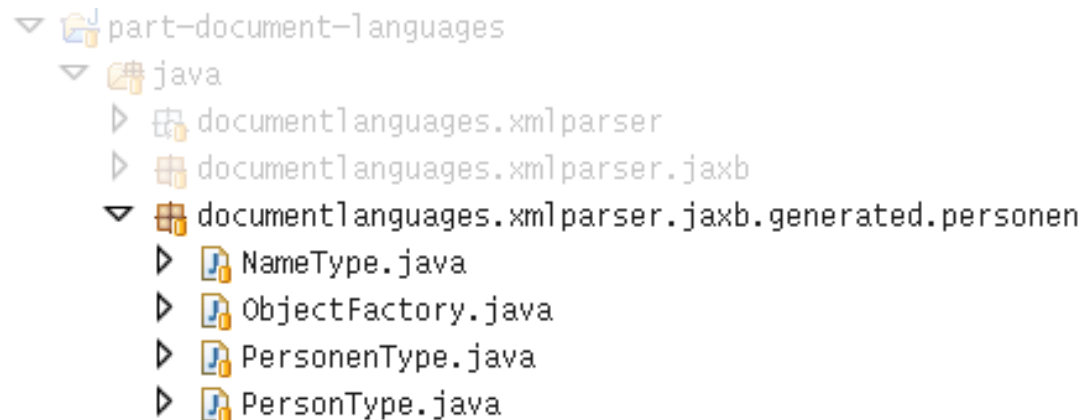 part-document-languages
java
documentlanguages.xmlparser
documentlanguages.xmlparser.jaxb
documentlanguages.xmlparser.jaxb.generated.personen
NameType.java
ObjectFactory.java
PersonenType.java
PersonType.java